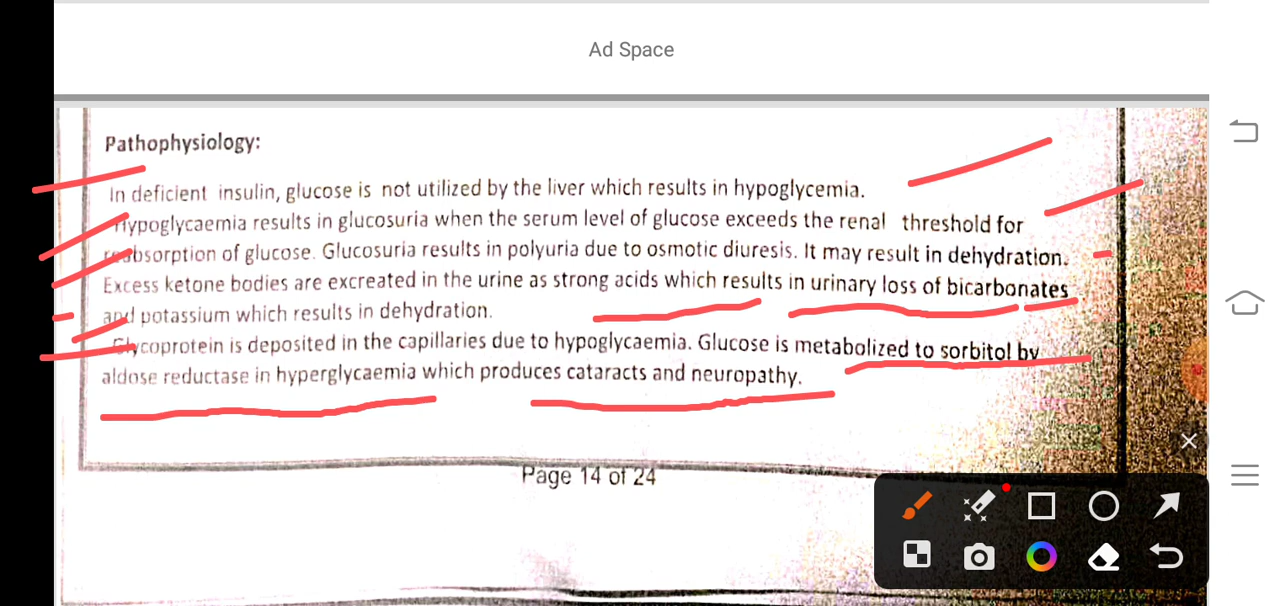 Ad Space
Pathophysiology:
In deficient insulin, glucose is not utilized by the liver which results in hypoglycemia.
Hypoglycaemia results in glucosuria when the serum level of glucose exceeds the renal threshold for
reabsorption of glucose. Glucosuria results in polyuria due to osmotic diuresis. It may result in dehydration.
Excess ketone bodies are excreated in the urine as strong acids which results in urinary loss of bicarbonates
and potassium which results in dehydration.
Glycoprotein is deposited in the capillaries due to hypoglycaemia. Glucose is metabolized to sorbitol by
aldose reductase in hyperglycaemia which produces cataracts and neuropathy.
Page 14 of 24